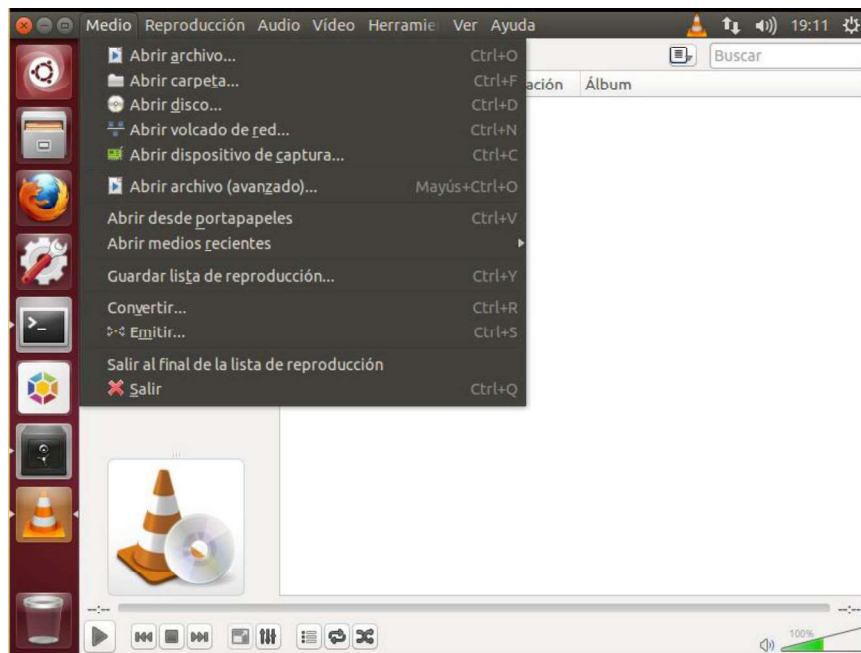 Medio Reproducción Audio Vídeo Herramie Ver Ayuda 19:11
Abrir archivo... Ctrl+O
Buscar
Abrir carpeta... Ctrl+F
ación Álbum
Abrir disco... Ctrl+D
Abrir volcado de red... Ctrl+N
Abrir dispositivo de captura... Ctrl+C
Abrir archivo (avanzado)... Mayús+Ctrl+O
Abrir desde portapapeles Ctrl+V
Abrir medios recientes
Guardar lista de reproducción... Ctrl+Y
Convertir... Ctrl+R
Emitir... Ctrl+S
Salir al final de la lista de reproducción
Salir Ctrl+Q
--:-- --:--
100%